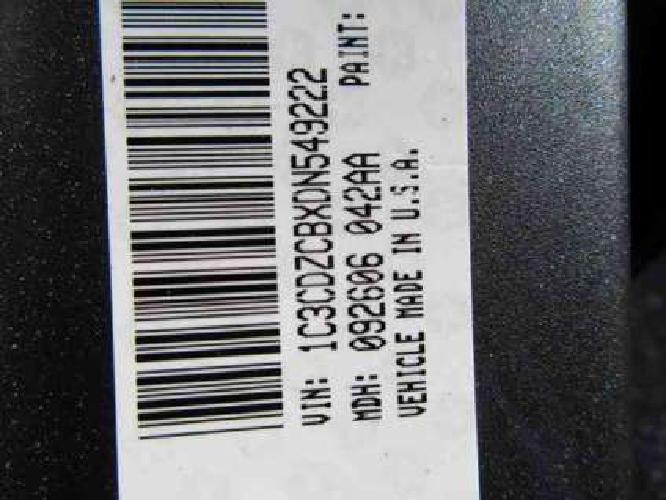 VIN: 1C3CDZCBXDN549222
MDH: 092606 042AA PAINT:
VEHICLE MADE IN U.S.A.